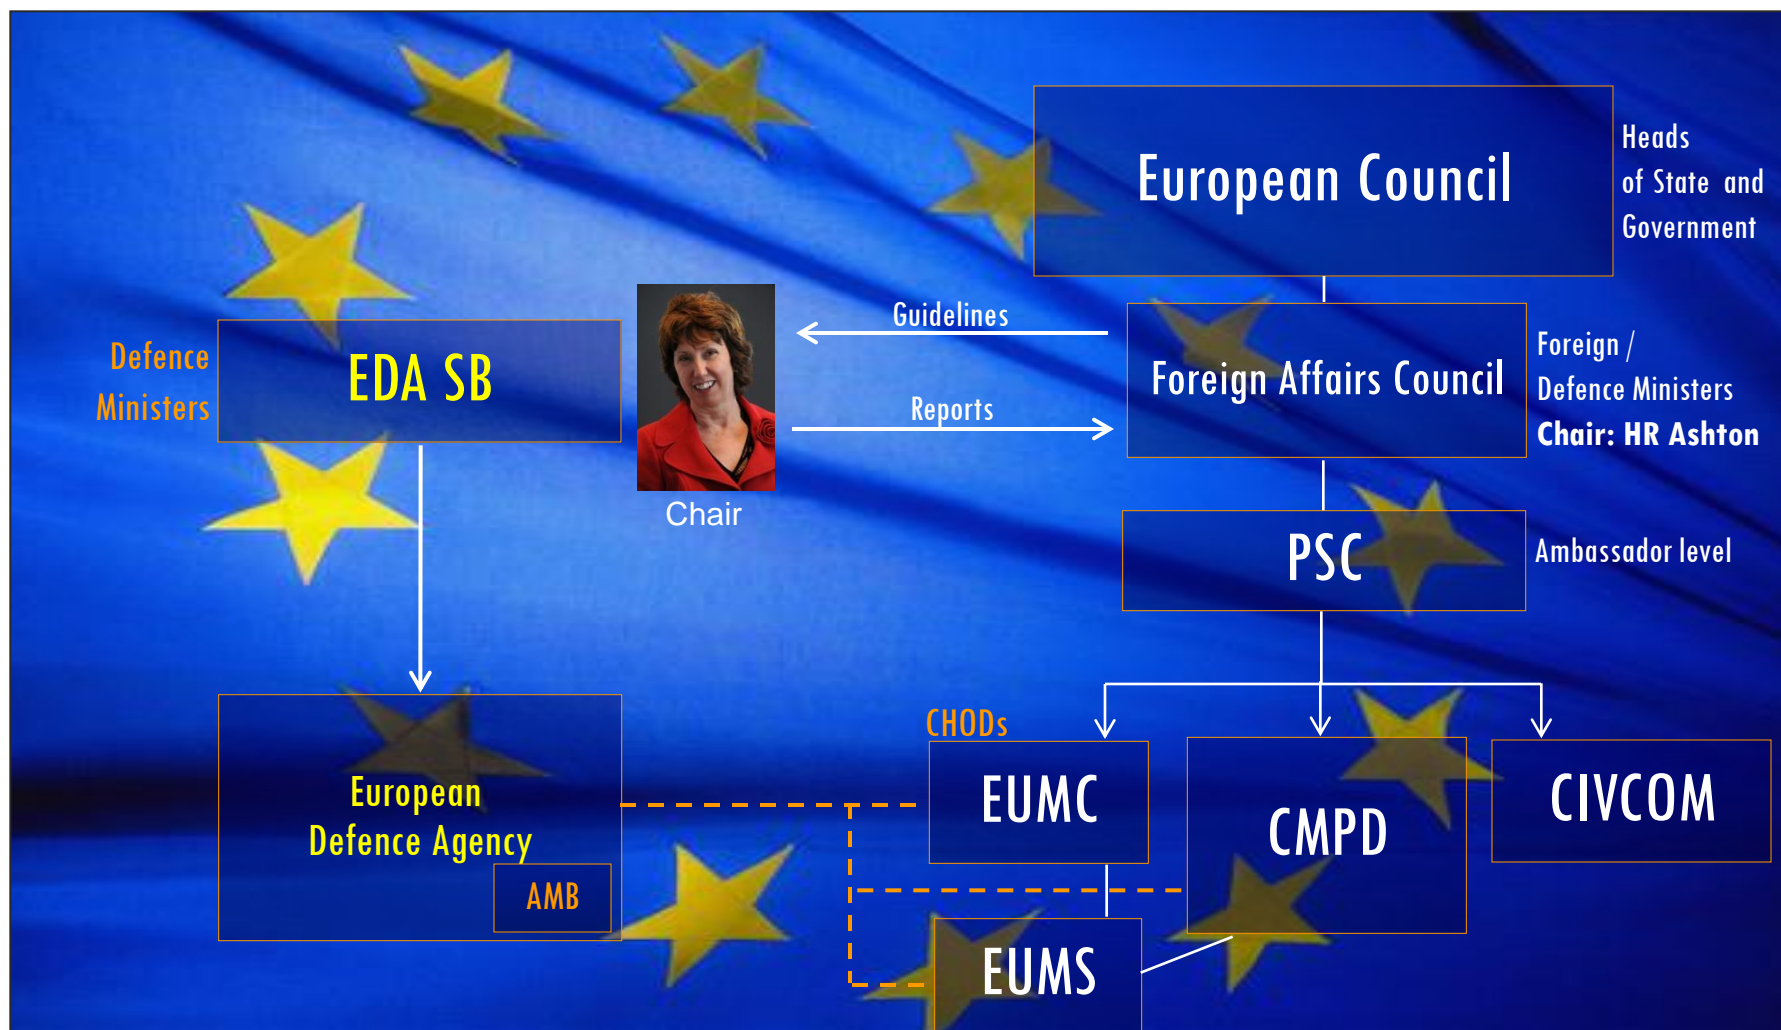 European Council
Heads
of State and
Government
Defence
Ministers
EDA SB
Chair
Guidelines
Reports
Foreign Affairs Council
Foreign /
Defence Ministers
Chair: HR Ashton
PSC
Ambassador level
European
Defence Agency
AMB
CHODs
EUMC
CMPD
CIVCOM
EUMS